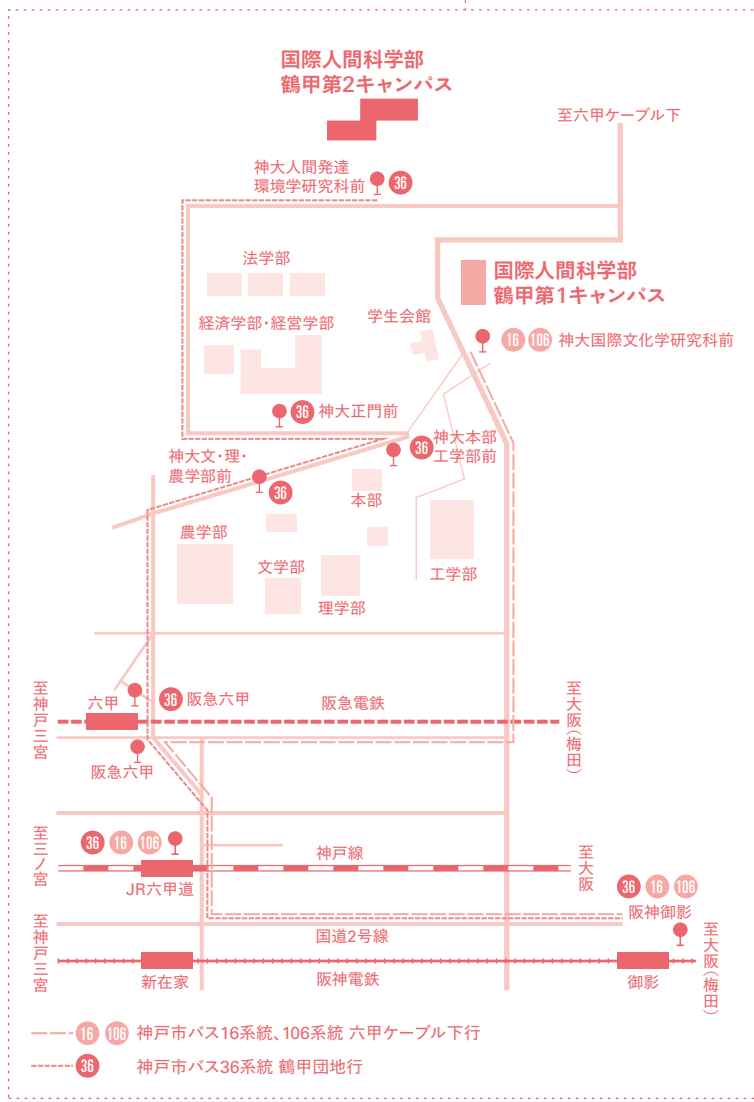 国際人間科学部
鶴甲第2キャンパス
至六甲ケーブル下
神大人間発達
環境学研究科前
36
法学部
国際人間科学部
鶴甲第1キャンパス
経済学部・経営学部
学生会館
16 106 神大国際文化学研究科前
36 神大正門前
36 神大本部
工学部前
神大文・理・
農学部前
36
本部
農学部
文学部
理学部
工学部
至神戸三宮
六甲
36 阪急六甲
阪急電鉄
至大阪(梅田)
阪急六甲
至三ノ宮
36 16 106
JR六甲道
神戸線
至大阪
36 16 106
阪神御影
至神戸三宮
国道2号線
新在家
阪神電鉄
御影
至大阪(梅田)
16 106 神戸市バス16系統、106系統 六甲ケーブル下行
36 神戸市バス36系統 鶴甲団地行